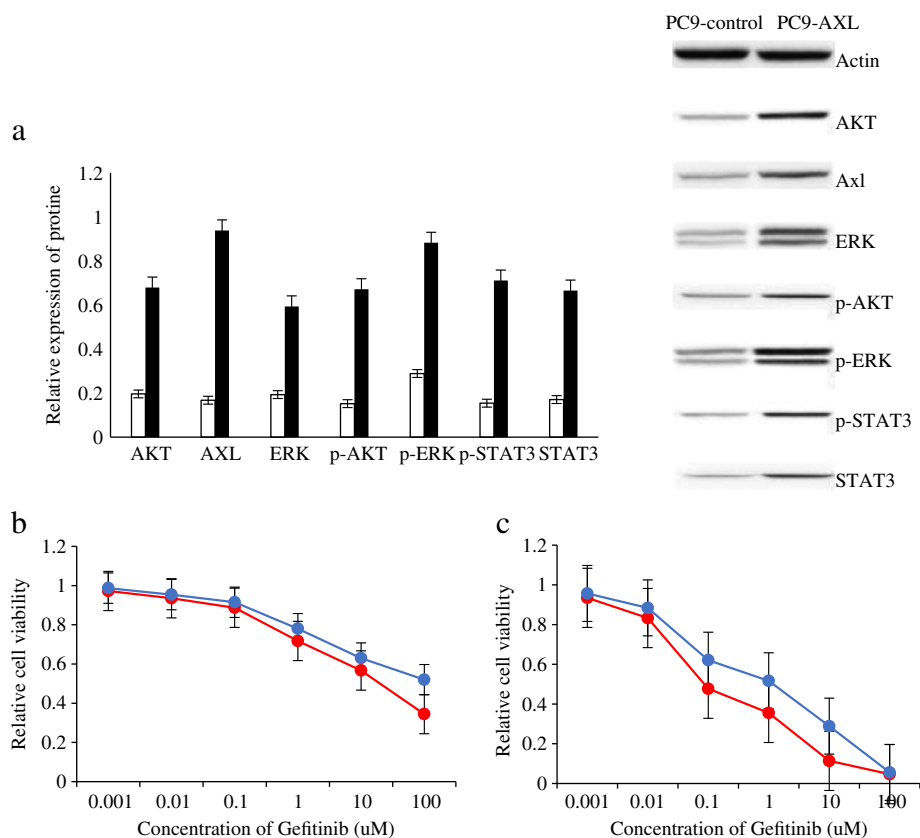 PC9-control PC9-AXL
Actin
AKT
Axl
ERK
p-AKT
p-ERK
p-STAT3
STAT3
a
Relative expression of protine
1.2
1
0.8
0.6
0.4
0.2
0
AKT AXL ERK p-AKT p-ERK p-STAT3 STAT3
b
Relative cell viability
1.2
1
0.8
0.6
0.4
0.2
0
0.001 0.01 0.1 1 10 100
Concentration of Gefitinib (uM)
c
Relative cell viability
1.2
1
0.8
0.6
0.4
0.2
0
0.001 0.01 0.1 1 10 100
Concentration of Gefitinib (uM)